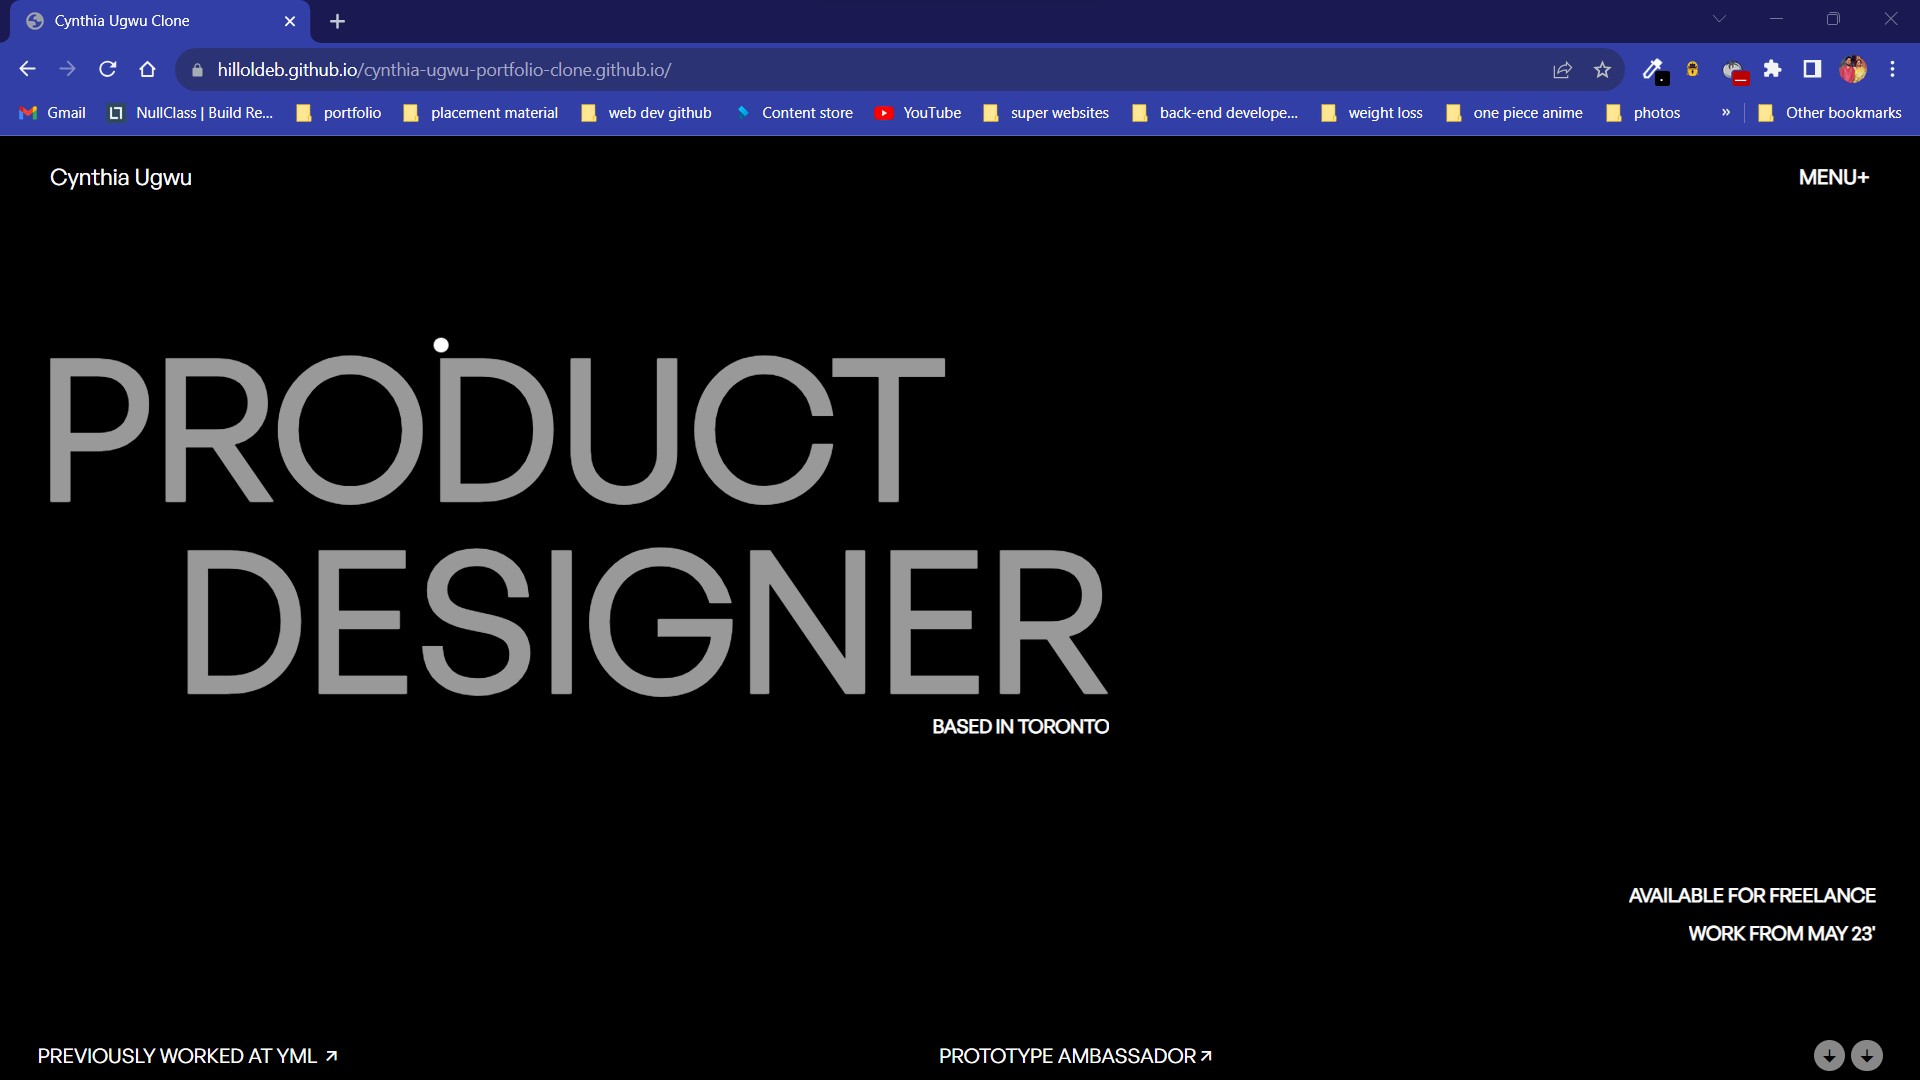 Cynthia Ugwu Clone
hilloldeb.github.io/cynthia-ugwu-portfolio-clone.github.io/
Gmail
NullClass | Build Re...
portfolio
placement material
web dev github
Content store
YouTube
super websites
back-end develope...
weight loss
one piece anime
photos
»
Other bookmarks
Cynthia Ugwu
MENU+
PRODUCT
DESIGNER
BASED IN TORONTO
AVAILABLE FOR FREELANCE
WORK FROM MAY 23'
PREVIOUSLY WORKED AT YML
PROTOTYPE AMBASSADOR